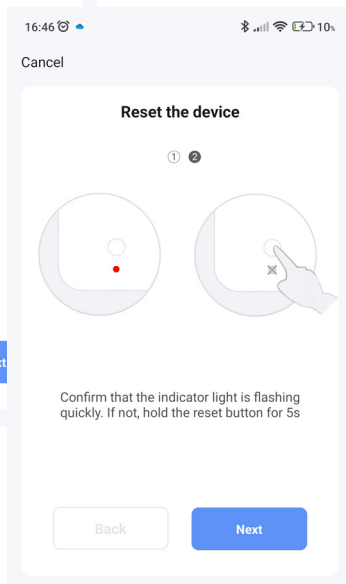 16:46 10%
Cancel
Reset the device
1 2
xt
Confirm that the indicator light is flashing
quickly. If not, hold the reset button for 5s
Back Next